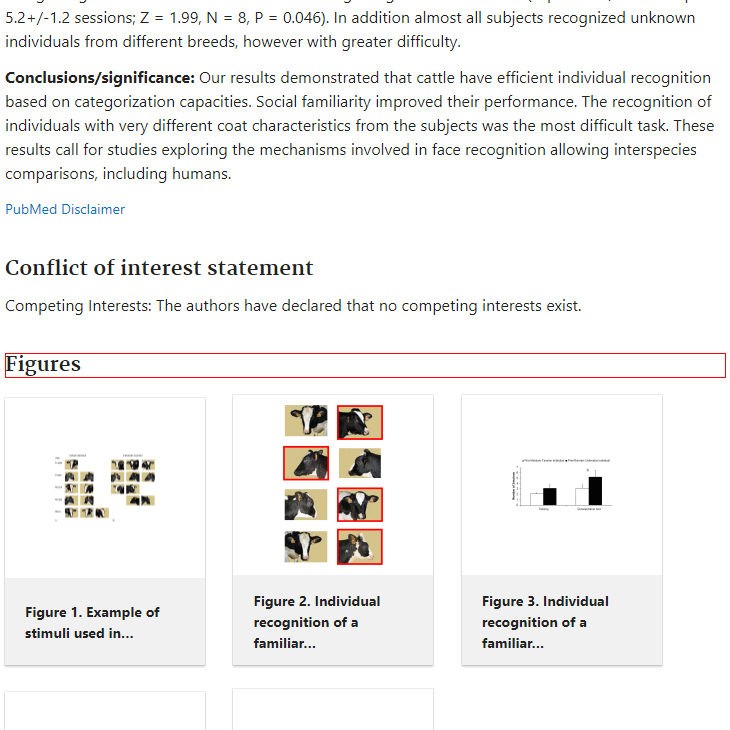 5.2+/-1.2 sessions; Z = 1.99, N = 8, P = 0.046). In addition almost all subjects recognized unknown
individuals from different breeds, however with greater difficulty.
Conclusions/significance: Our results demonstrated that cattle have efficient individual recognition
based on categorization capacities. Social familiarity improved their performance. The recognition of
individuals with very different coat characteristics from the subjects was the most difficult task. These
results call for studies exploring the mechanisms involved in face recognition allowing interspecies
comparisons, including humans.
PubMed Disclaimer
Conflict of interest statement
Competing Interests: The authors have declared that no competing interests exist.
Figures
Figure 1. Example of
stimuli used in...
Figure 2. Individual
recognition of a
familiar...
Figure 3. Individual
recognition of a
familiar...